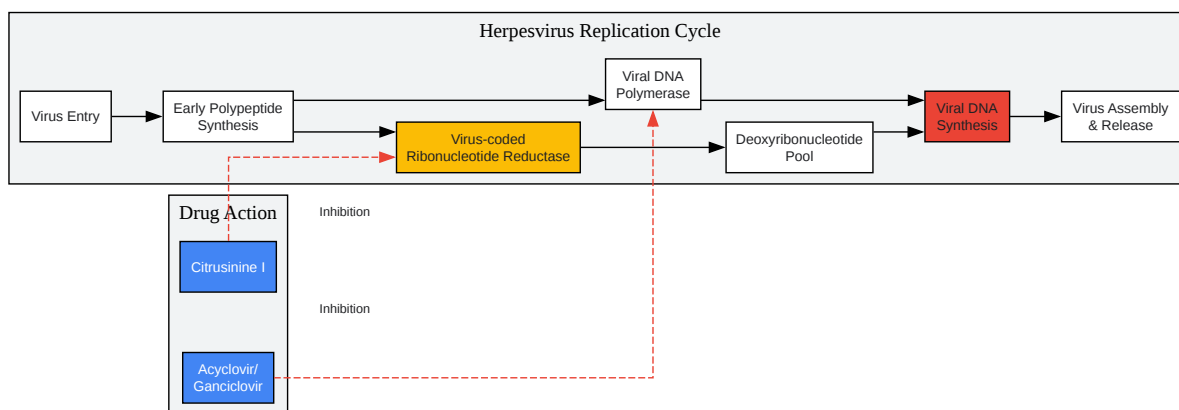 Herpesvirus Replication Cycle
Virus Entry
Early Polypeptide
Synthesis
Viral DNA
Polymerase
Virus-coded
Ribonucleotide Reductase
Deoxyribonucleotide
Pool
Viral DNA
Synthesis
Virus Assembly
& Release
Drug Action
Inhibition
Citrusinine I
Inhibition
Acyclovir/
Ganciclovir